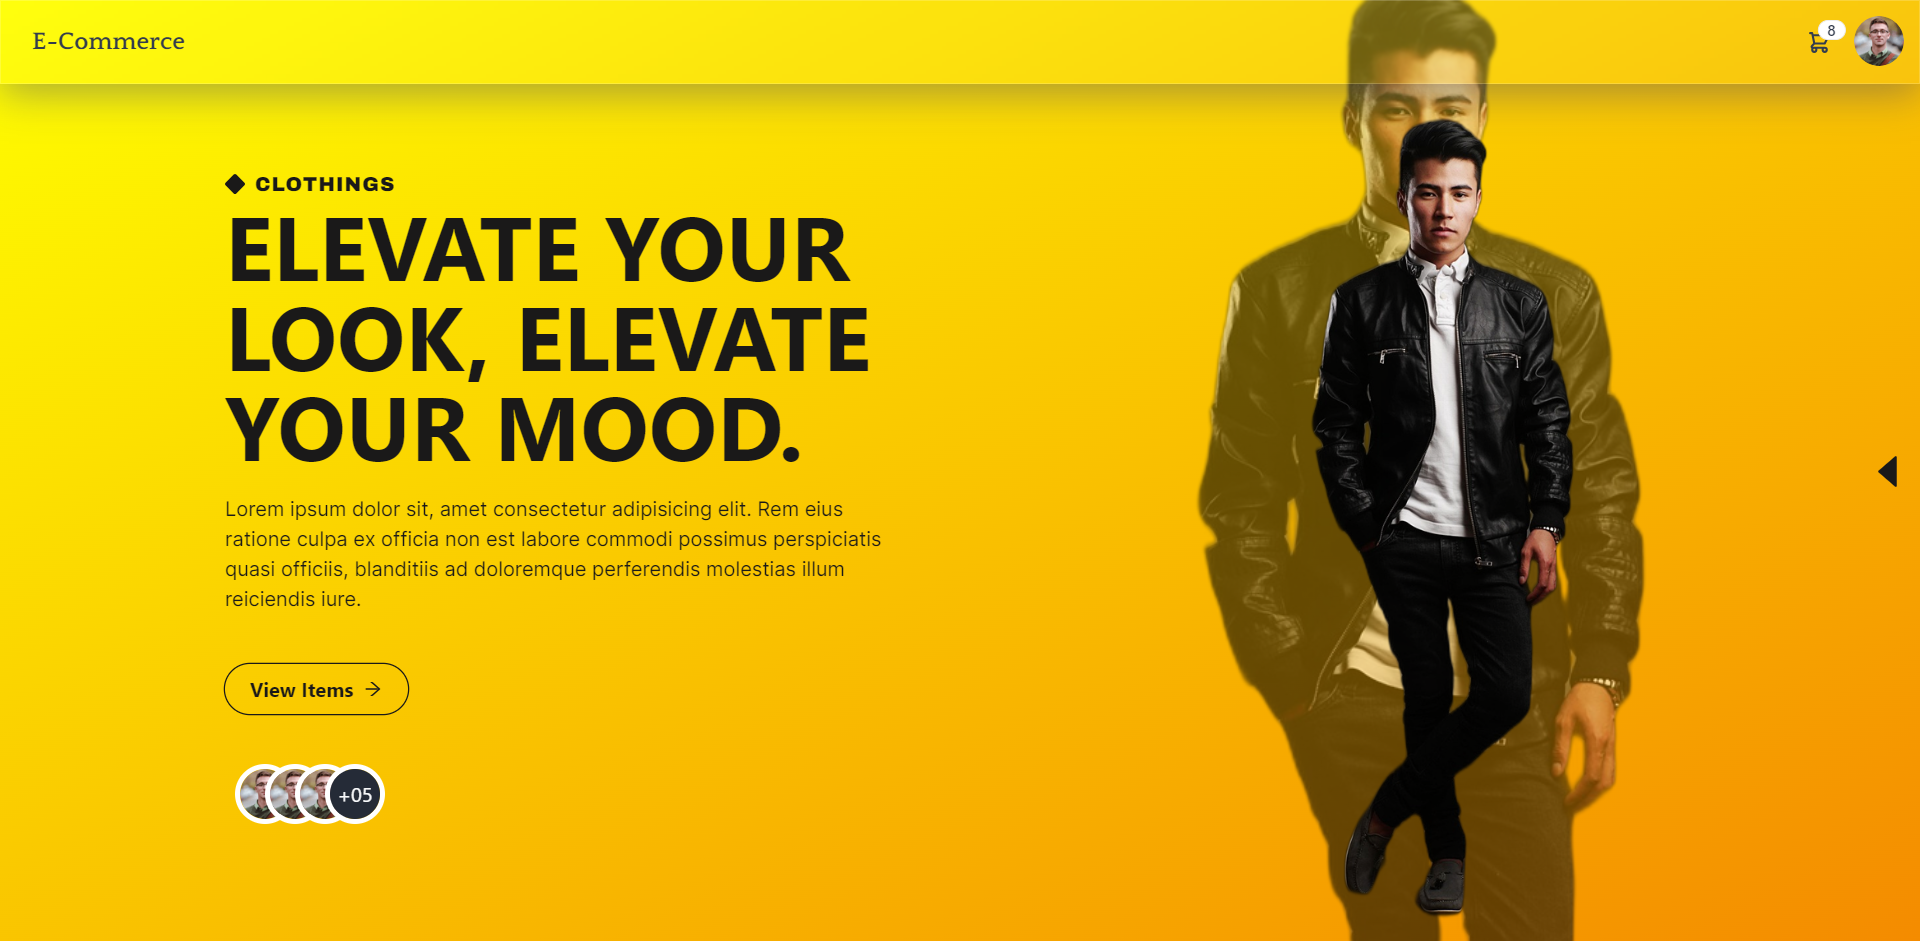 E-Commerce
8
CLOTHINGS
ELEVATE YOUR
LOOK, ELEVATE
YOUR MOOD.
Lorem ipsum dolor sit, amet consectetur adipisicing elit. Rem eius
ratione culpa ex officia non est labore commodi possimus perspiciatis
quasi officiis, blanditiis ad doloremque perferendis molestias illum
reiciendis iure.
View Items
+05